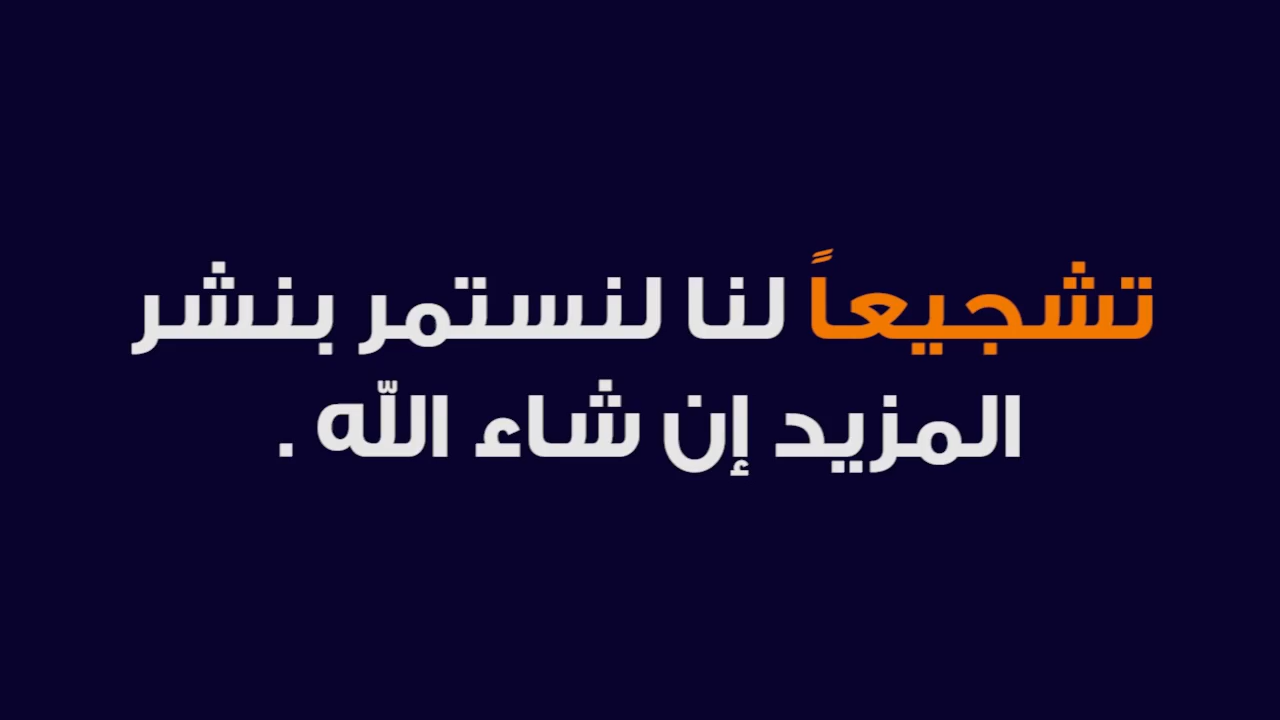 تشجيعاً لنا لنستمر بنشر
المزيد إن شاء اللّه .